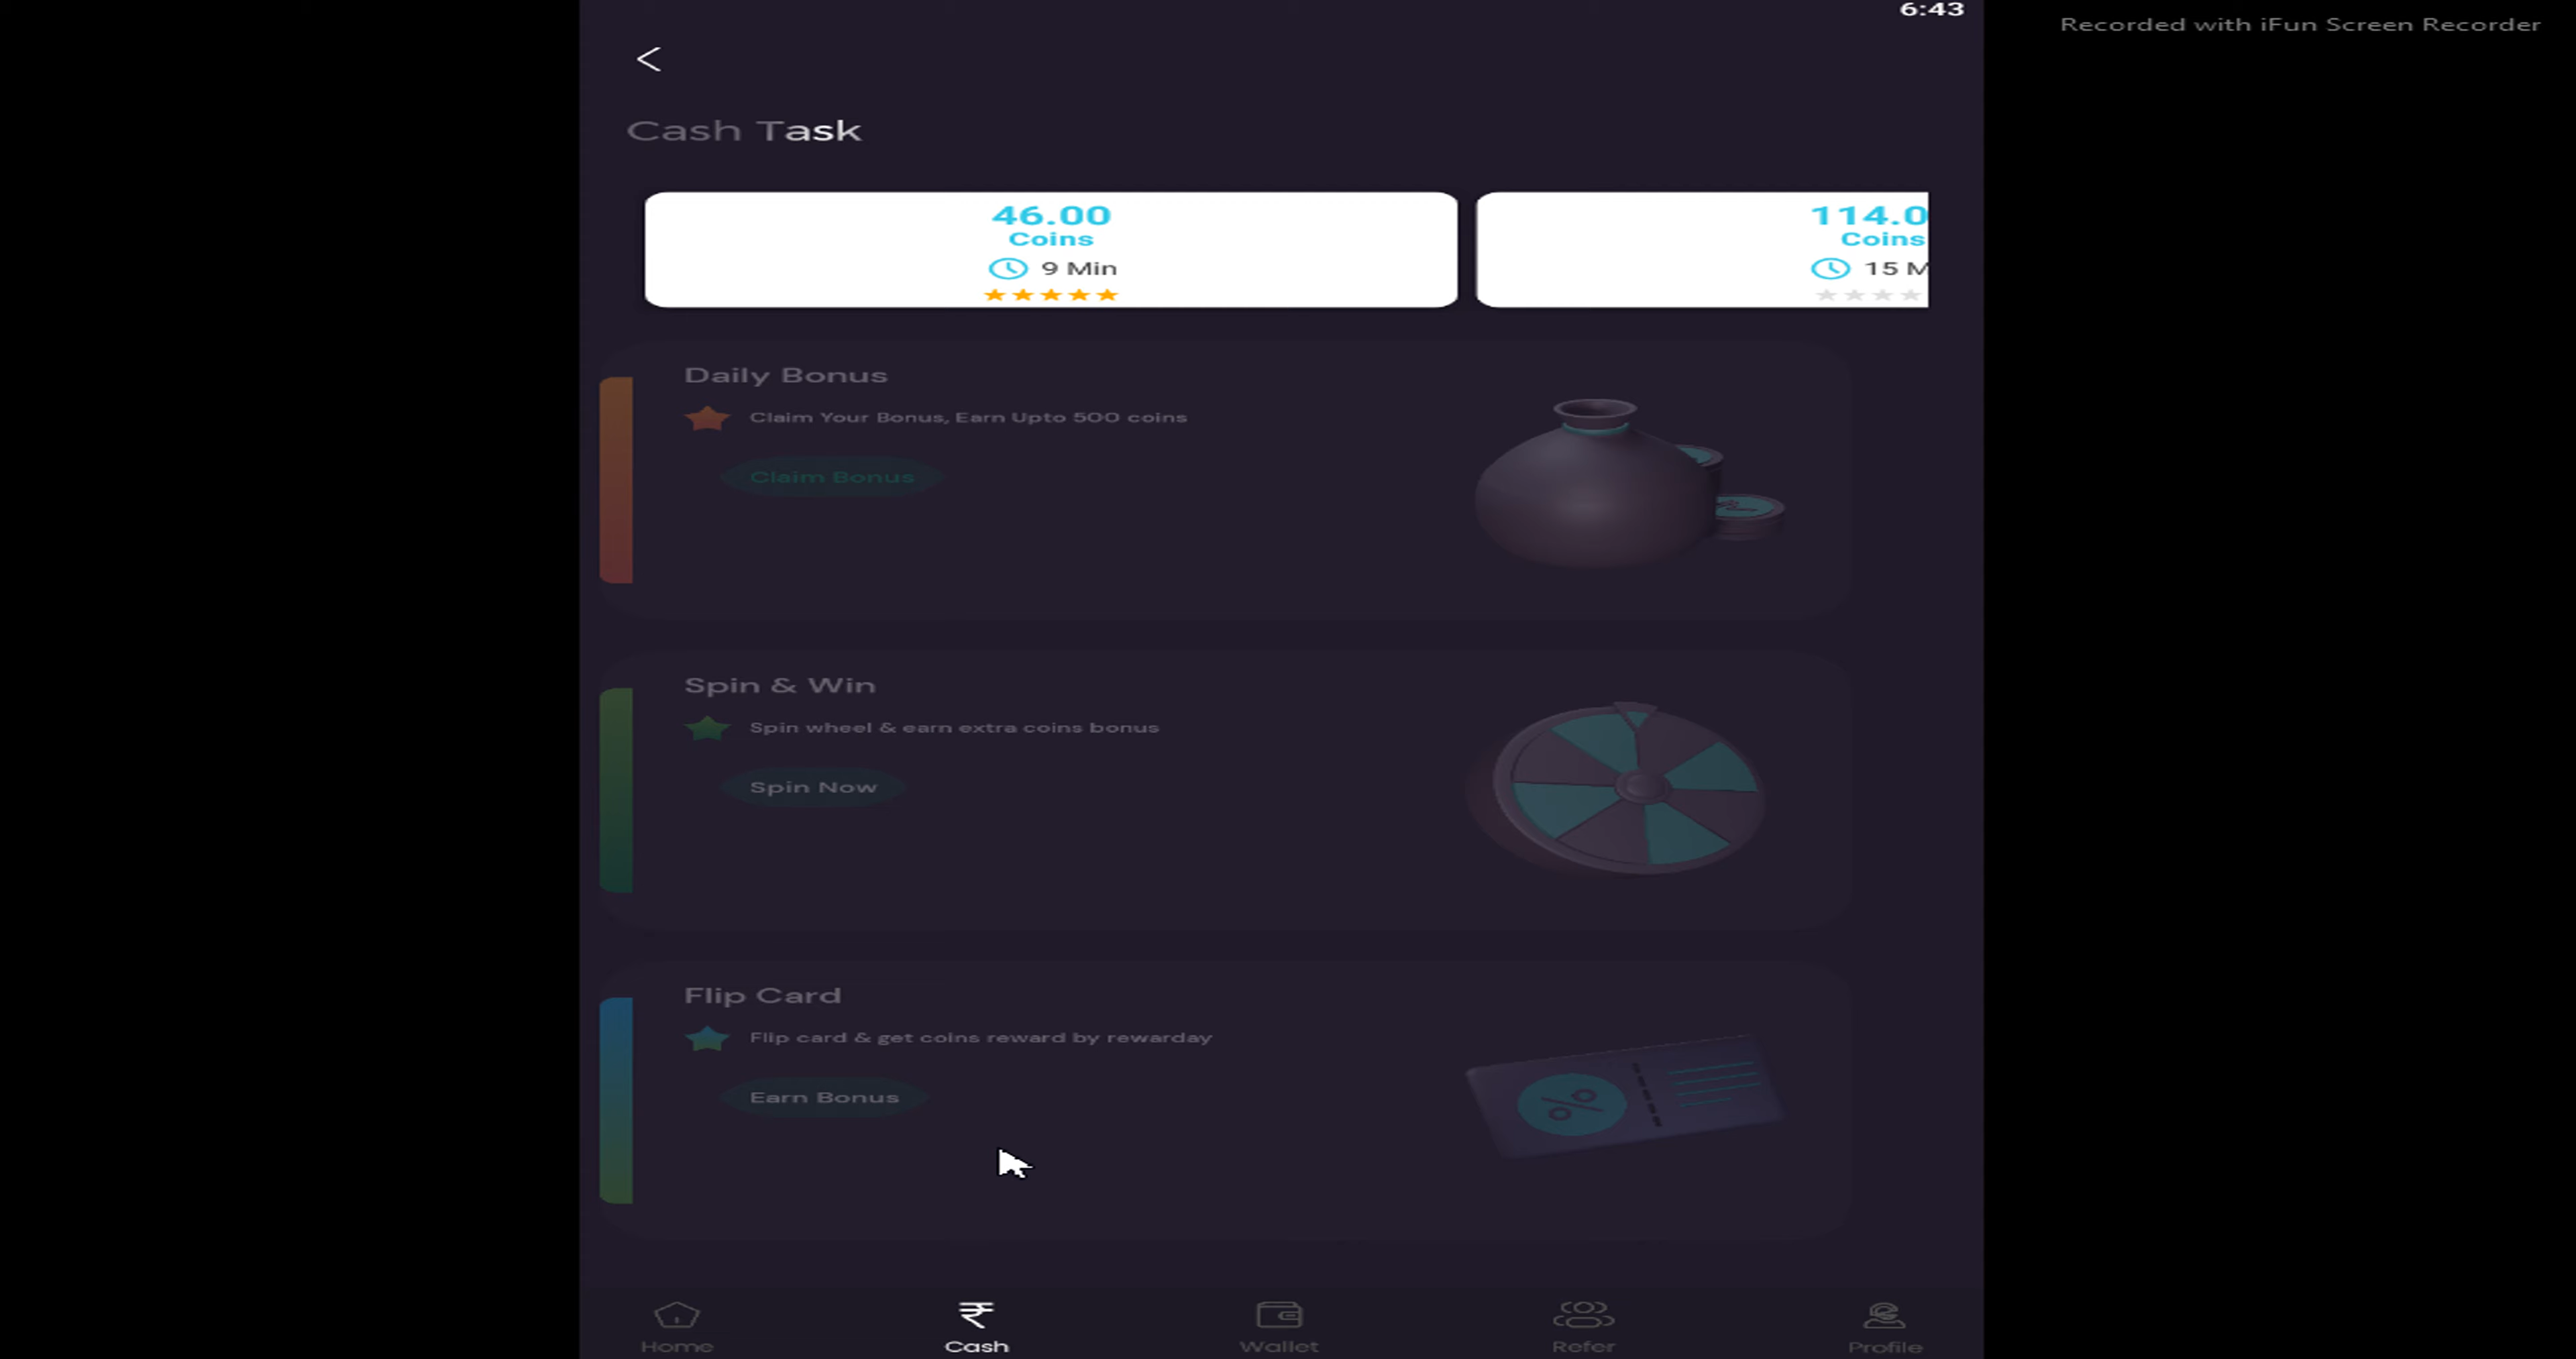 6:43
Recorded with iFun Screen Recorder
Cash Task
46.00
Coins
9 Min
114.0
Coins
15 M
Daily Bonus
Claim Your Bonus, Earn Upto 500 coins
Claim Bonus
Spin & Win
Spin wheel & earn extra coins bonus
Spin Now
Flip Card
Flip card & get coins reward by rewarday
Earn Bonus
Home
Cash
Wallet
Refer
Profile